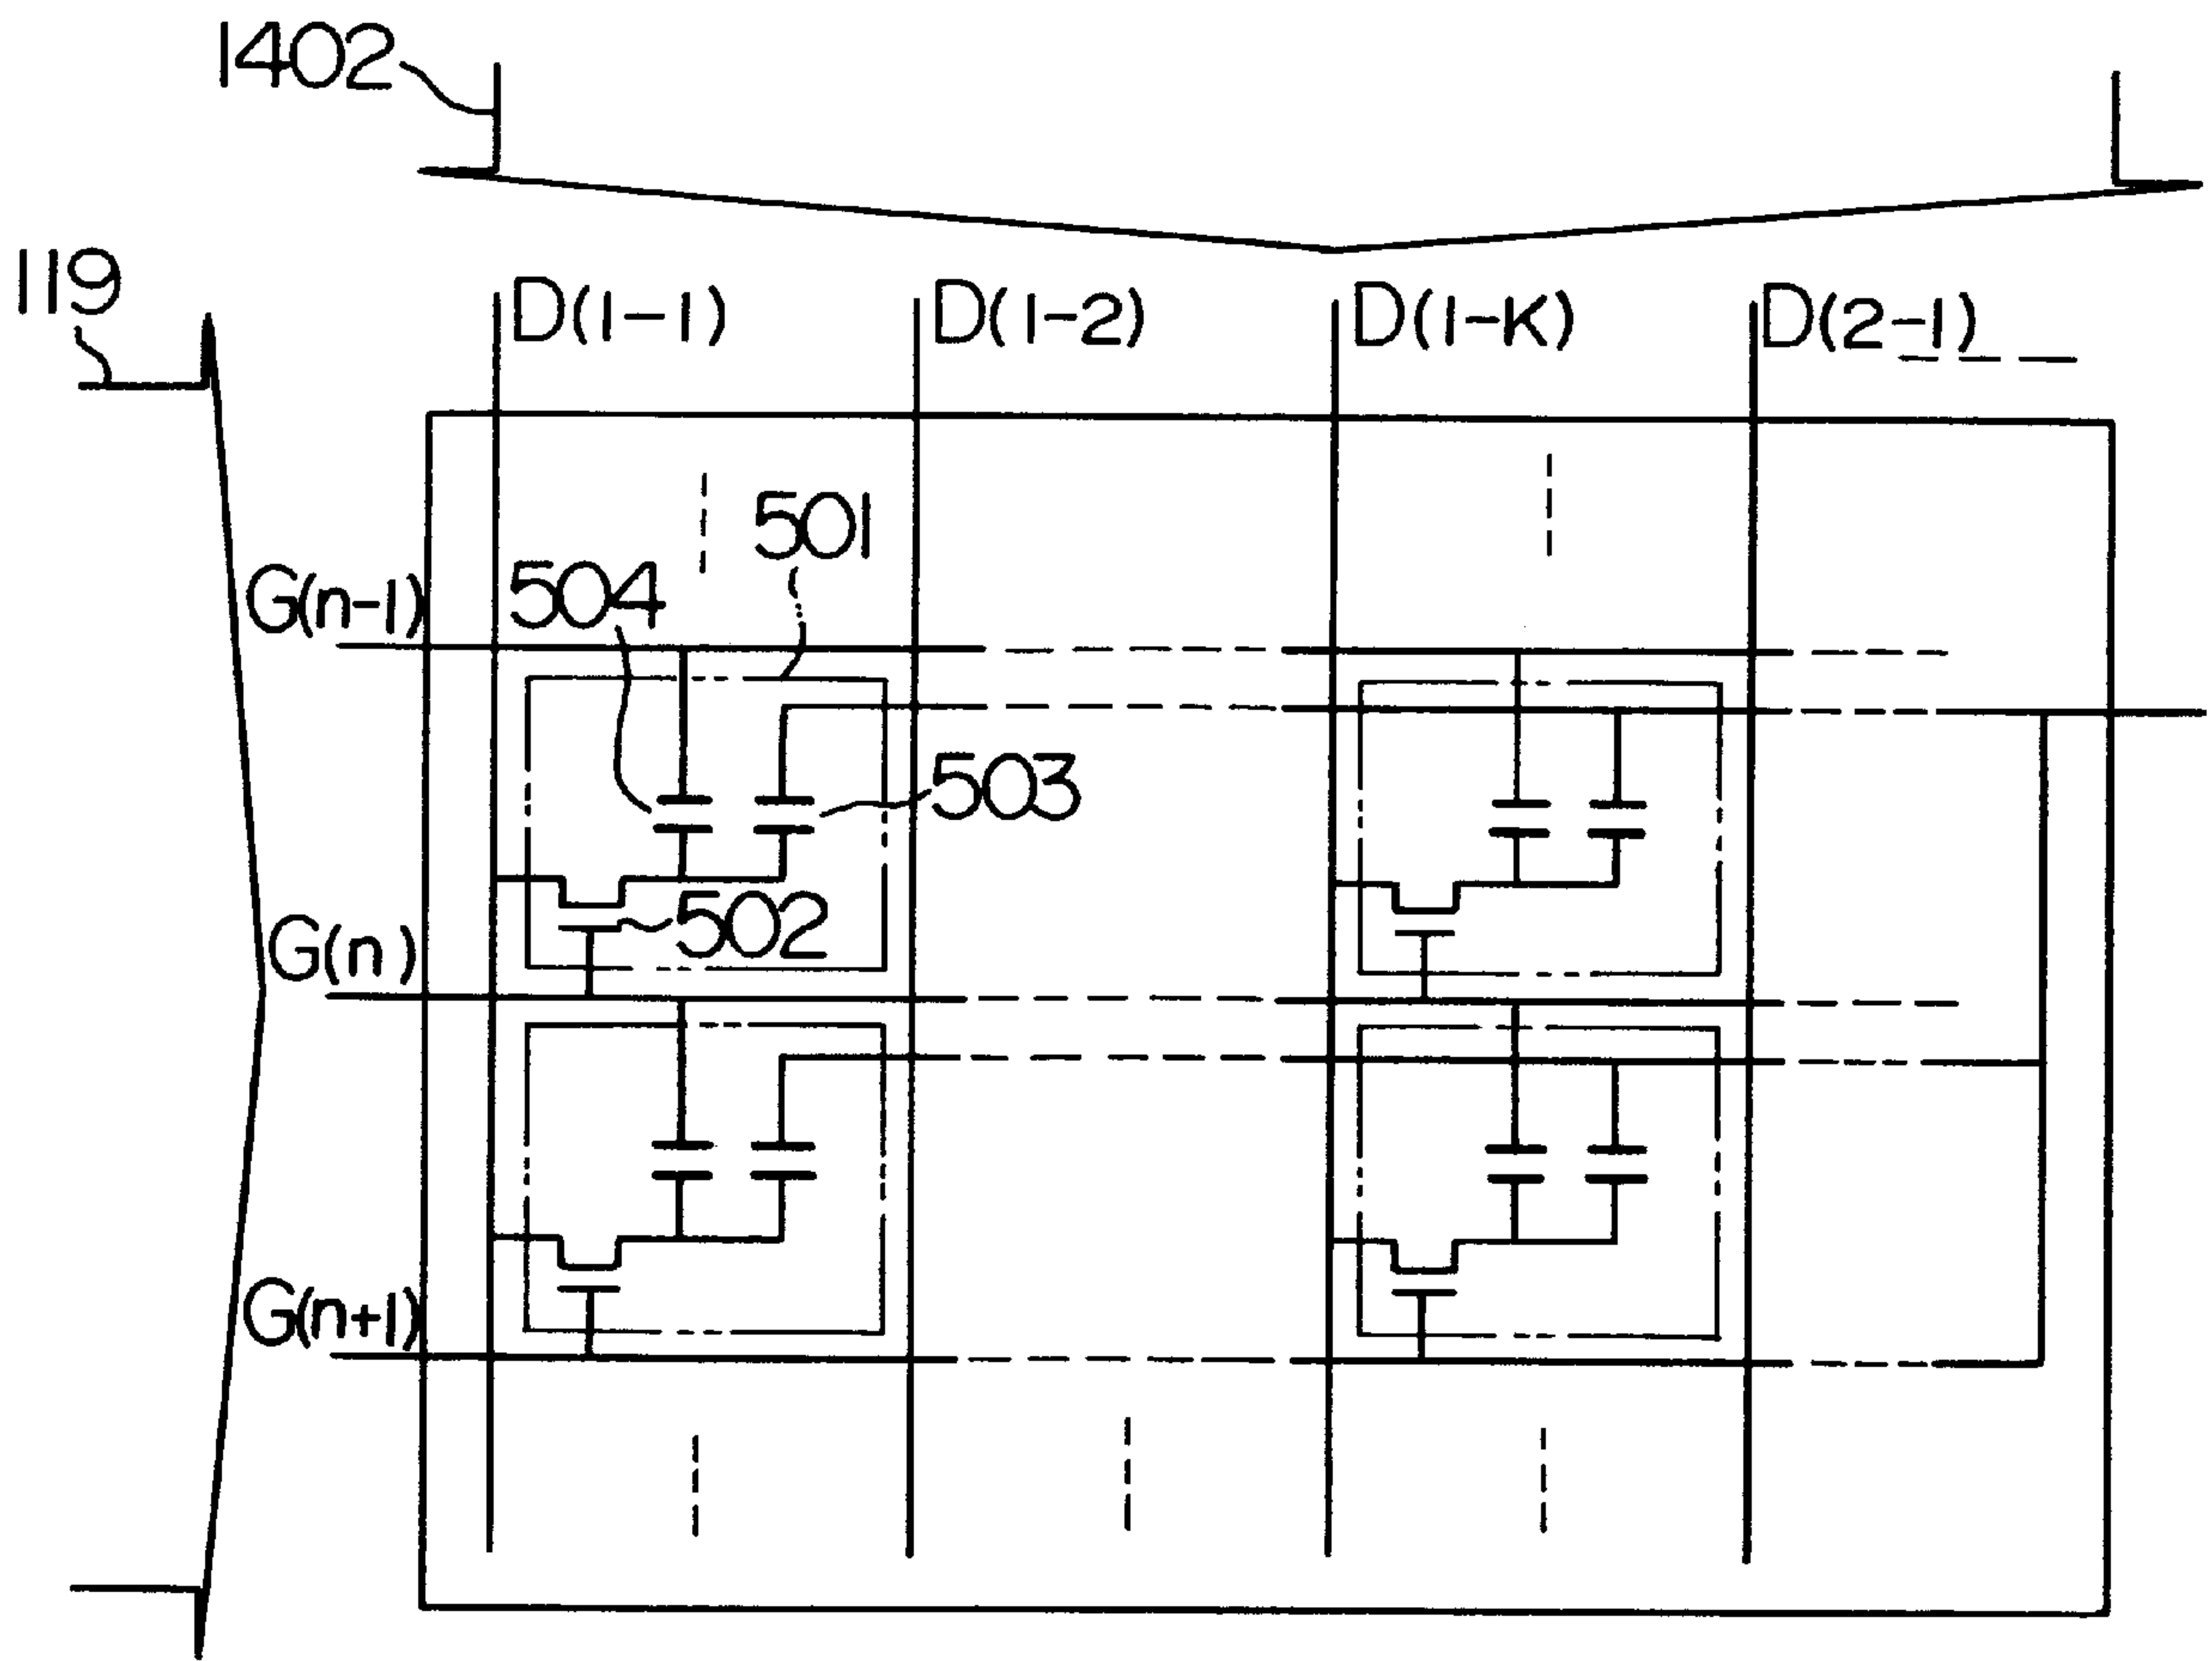 1402
119
D(1-1) D(1-2) D(1-K) D(2-1)
501
G(n-1) 504
503
502
G(n)
G(n+1)